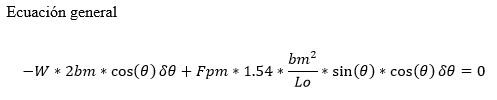 Ecuación general
−W * 2bm * cos(θ) δθ + Fpm * 1.54 * bm²/Lo * sin(θ) * cos(θ) δθ = 0